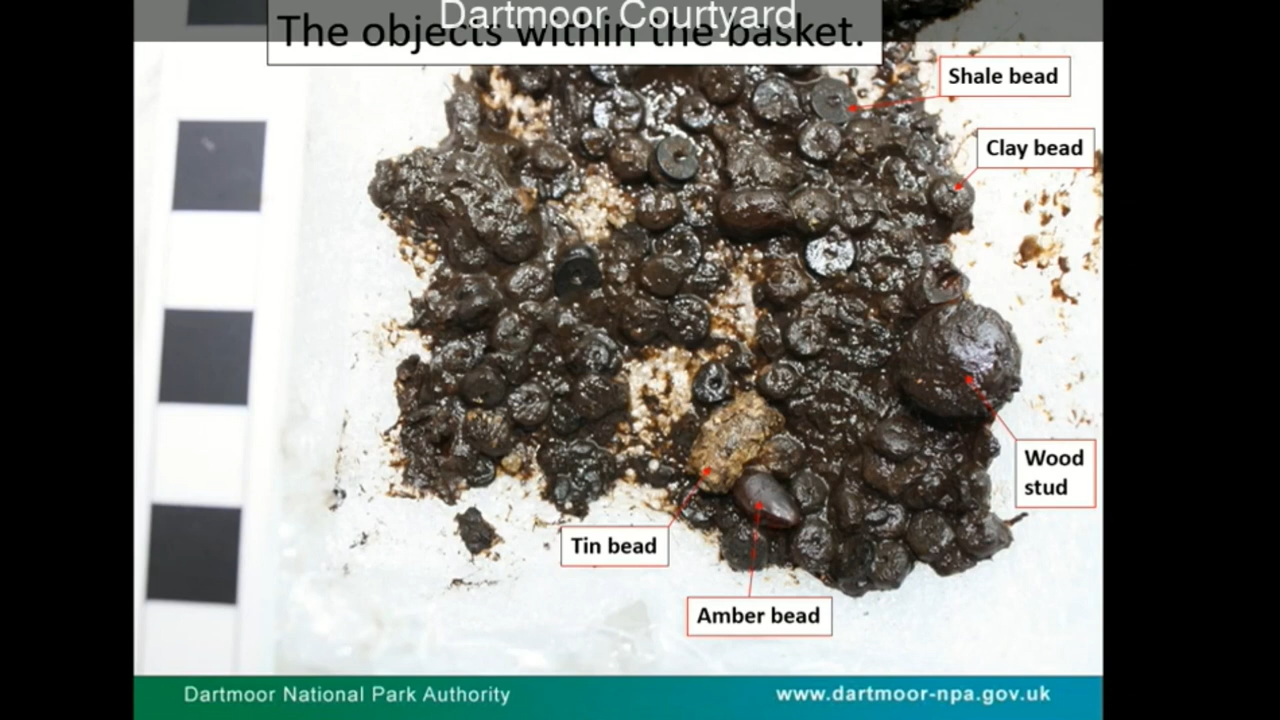 Dartmoor Courtyard
The objects within the basket.
Shale bead
Clay bead
Wood
stud
Tin bead
Amber bead
Dartmoor National Park Authority
www.dartmoor-npa.gov.uk